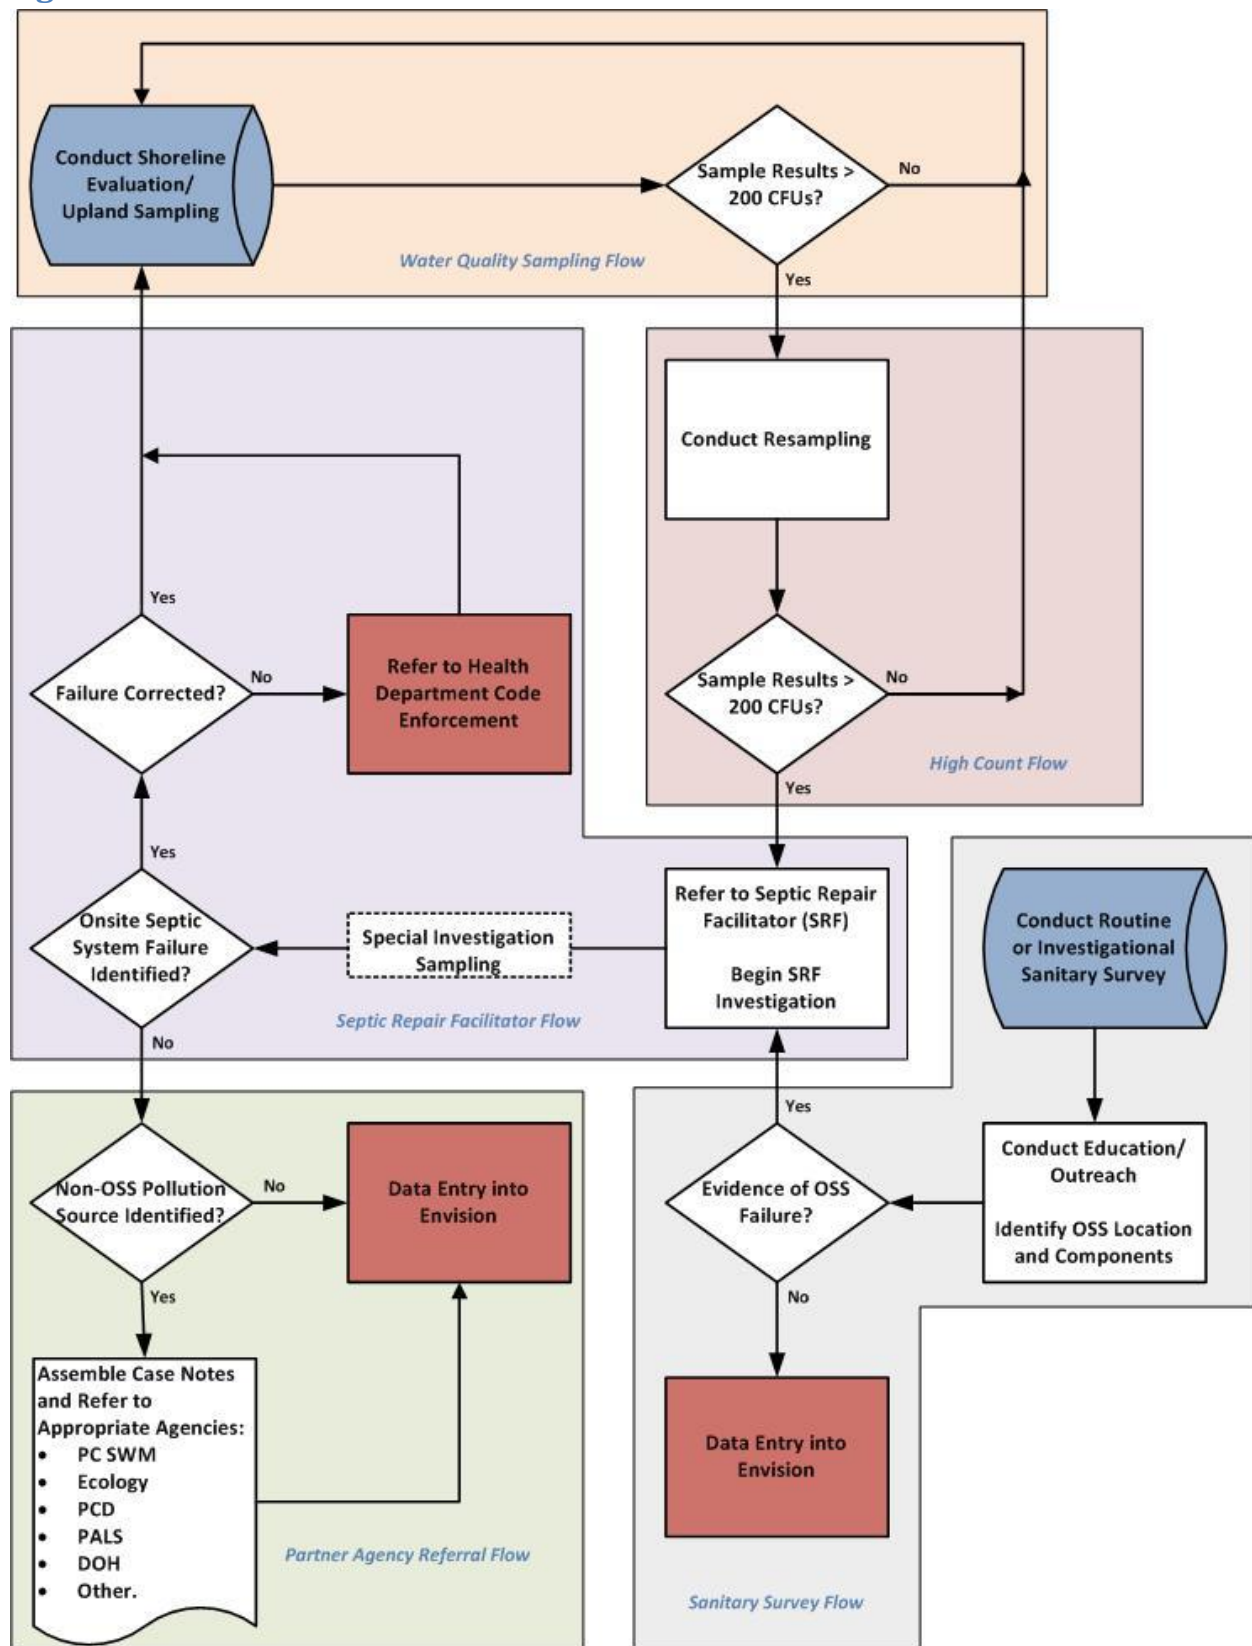 Conduct Shoreline
Evaluation/
Upland Sampling
Sample Results >
200 CFUs?
No
Yes
Water Quality Sampling Flow
Conduct Resampling
Sample Results >
200 CFUs?
No
Yes
High Count Flow
Yes
Failure Corrected?
No
Refer to Health
Department Code
Enforcement
Yes
Onsite Septic
System Failure
Identified?
No
Special Investigation
Sampling
Refer to Septic Repair
Facilitator (SRF)
Begin SRF
Investigation
Septic Repair Facilitator Flow
Conduct Routine
or Investigational
Sanitary Survey
Conduct Education/
Outreach
Identify OSS Location
and Components
Yes
Evidence of OSS
Failure?
No
Data Entry into
Envision
Sanitary Survey Flow
Non-OSS Pollution
Source Identified?
No
Data Entry into
Envision
Yes
Assemble Case Notes
and Refer to
Appropriate Agencies:
• PC SWM
• Ecology
• PCD
• PALS
• DOH
• Other.
Partner Agency Referral Flow